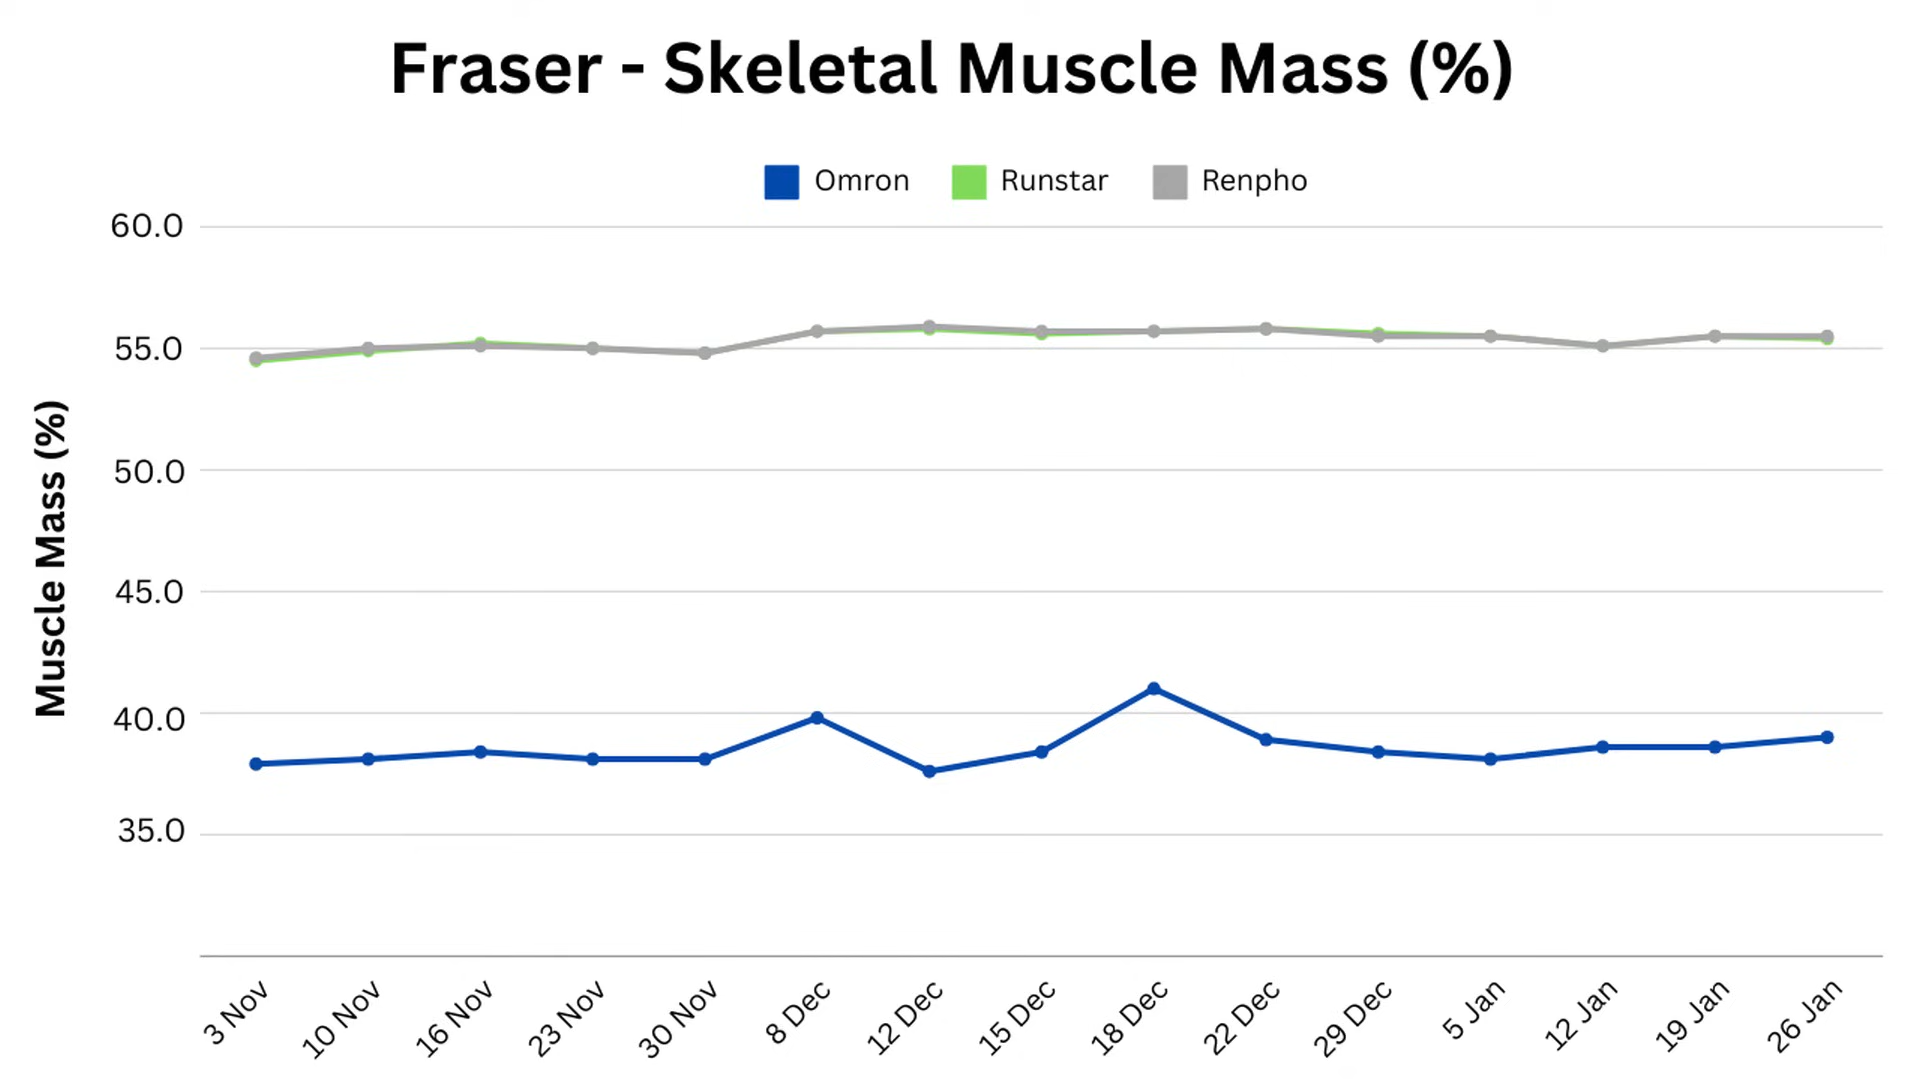 Fraser - Skeletal Muscle Mass (%)
Omron Runstar Renpho
60.0
55.0
50.0
45.0
40.0
35.0
Muscle Mass (%)
3 Nov 10 Nov 16 Nov 23 Nov 30 Nov 8 Dec 12 Dec 15 Dec 18 Dec 22 Dec 29 Dec 5 Jan 12 Jan 19 Jan 26 Jan